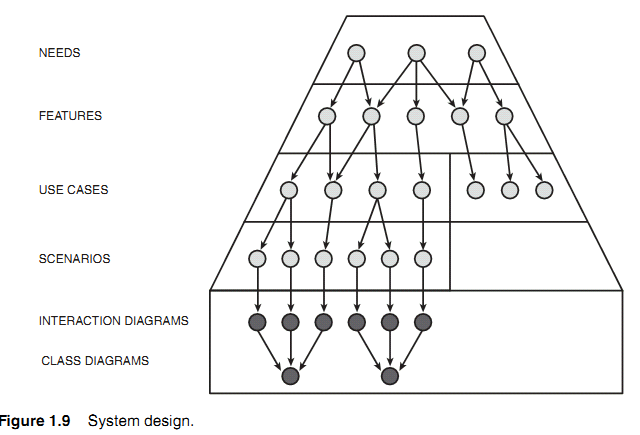 NEEDS
FEATURES
USE CASES
SCENARIOS
INTERACTION DIAGRAMS
CLASS DIAGRAMS
Figure 1.9 System design.